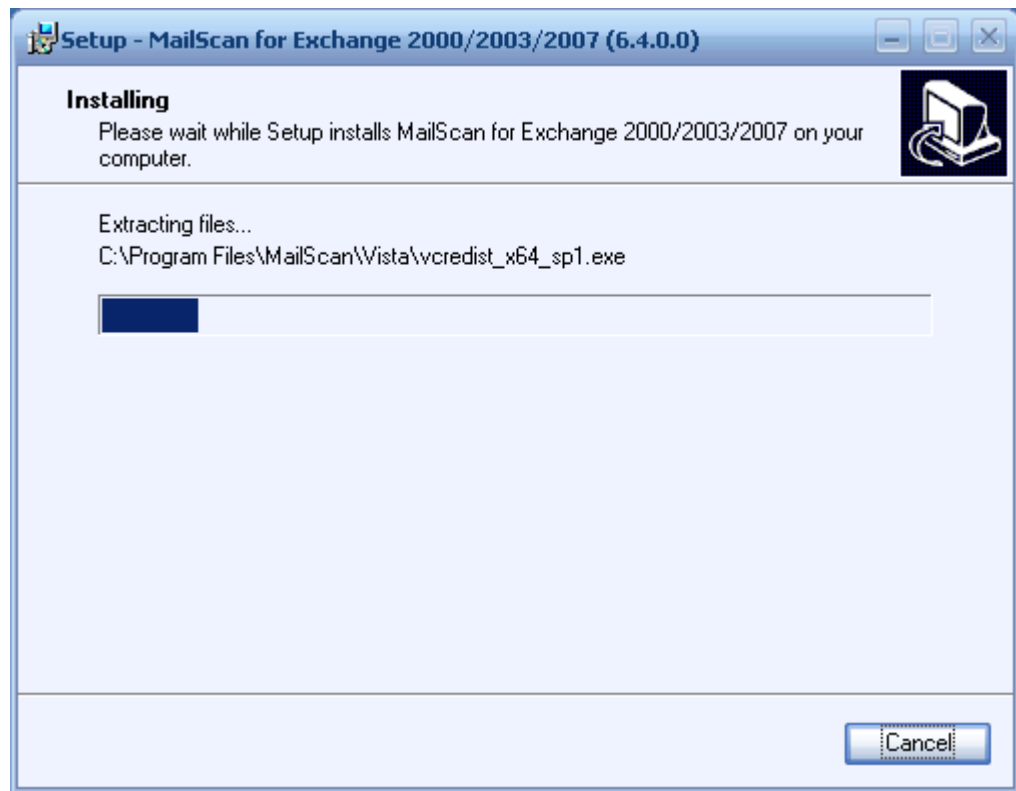 Setup - MailScan for Exchange 2000/2003/2007 (6.4.0.0)
Installing
Please wait while Setup installs MailScan for Exchange 2000/2003/2007 on your
computer.
Extracting files...
C:\Program Files\MailScan\Vista\vcredist_x64_sp1.exe
Cancel